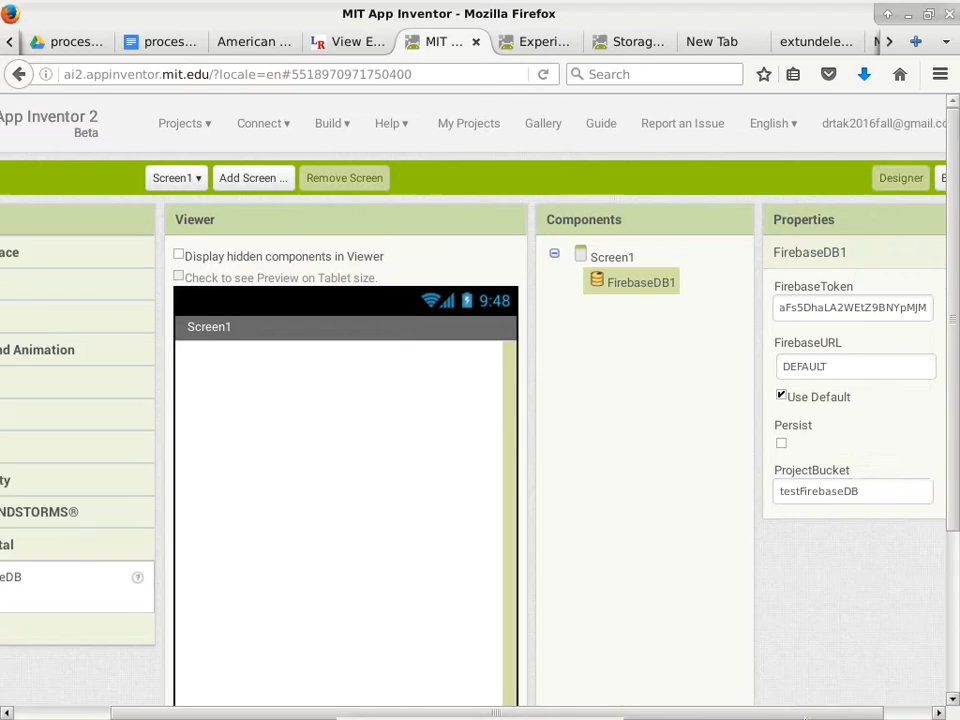 MIT App Inventor - Mozilla Firefox
proces... proces... American ... View E... MIT ... Experi... Storag... New Tab extundele...
ai2.appinventor.mit.edu/?locale=en#5518970971750400 Search
App Inventor 2
Beta
Projects ▾ Connect ▾ Build ▾ Help ▾ My Projects Gallery Guide Report an Issue English ▾ drtak2016fall@gmail.co
Screen1 ▾ Add Screen ... Remove Screen Designer
Viewer Components Properties
ace
Display hidden components in Viewer
Check to see Preview on Tablet size.
9:48
Screen1
nd Animation
ty
NDSTORMS®
tal
eDB
Screen1
FirebaseDB1
FirebaseDB1
FirebaseToken
aFs5DhaLA2WEtZ9BNYpMJM
FirebaseURL
DEFAULT
Use Default
Persist
ProjectBucket
testFirebaseDB